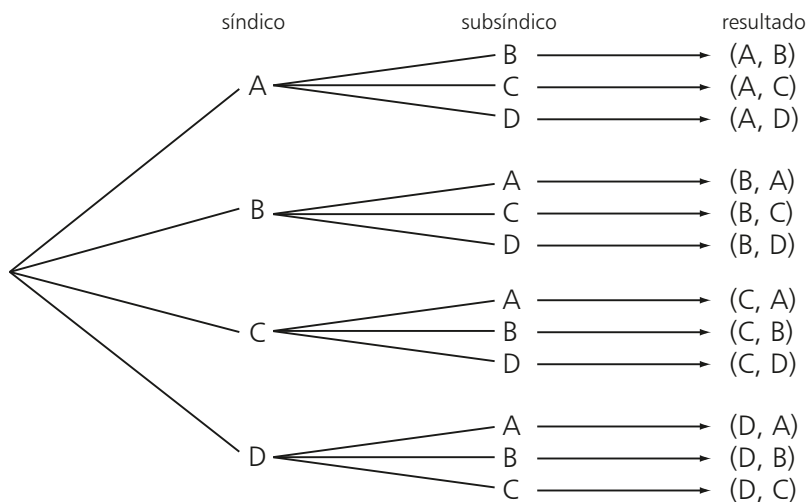 síndico subsíndico resultado
B (A, B)
A C (A, C)
D (A, D)
A (B, A)
B C (B, C)
D (B, D)
A (C, A)
C B (C, B)
D (C, D)
A (D, A)
D B (D, B)
C (D, C)